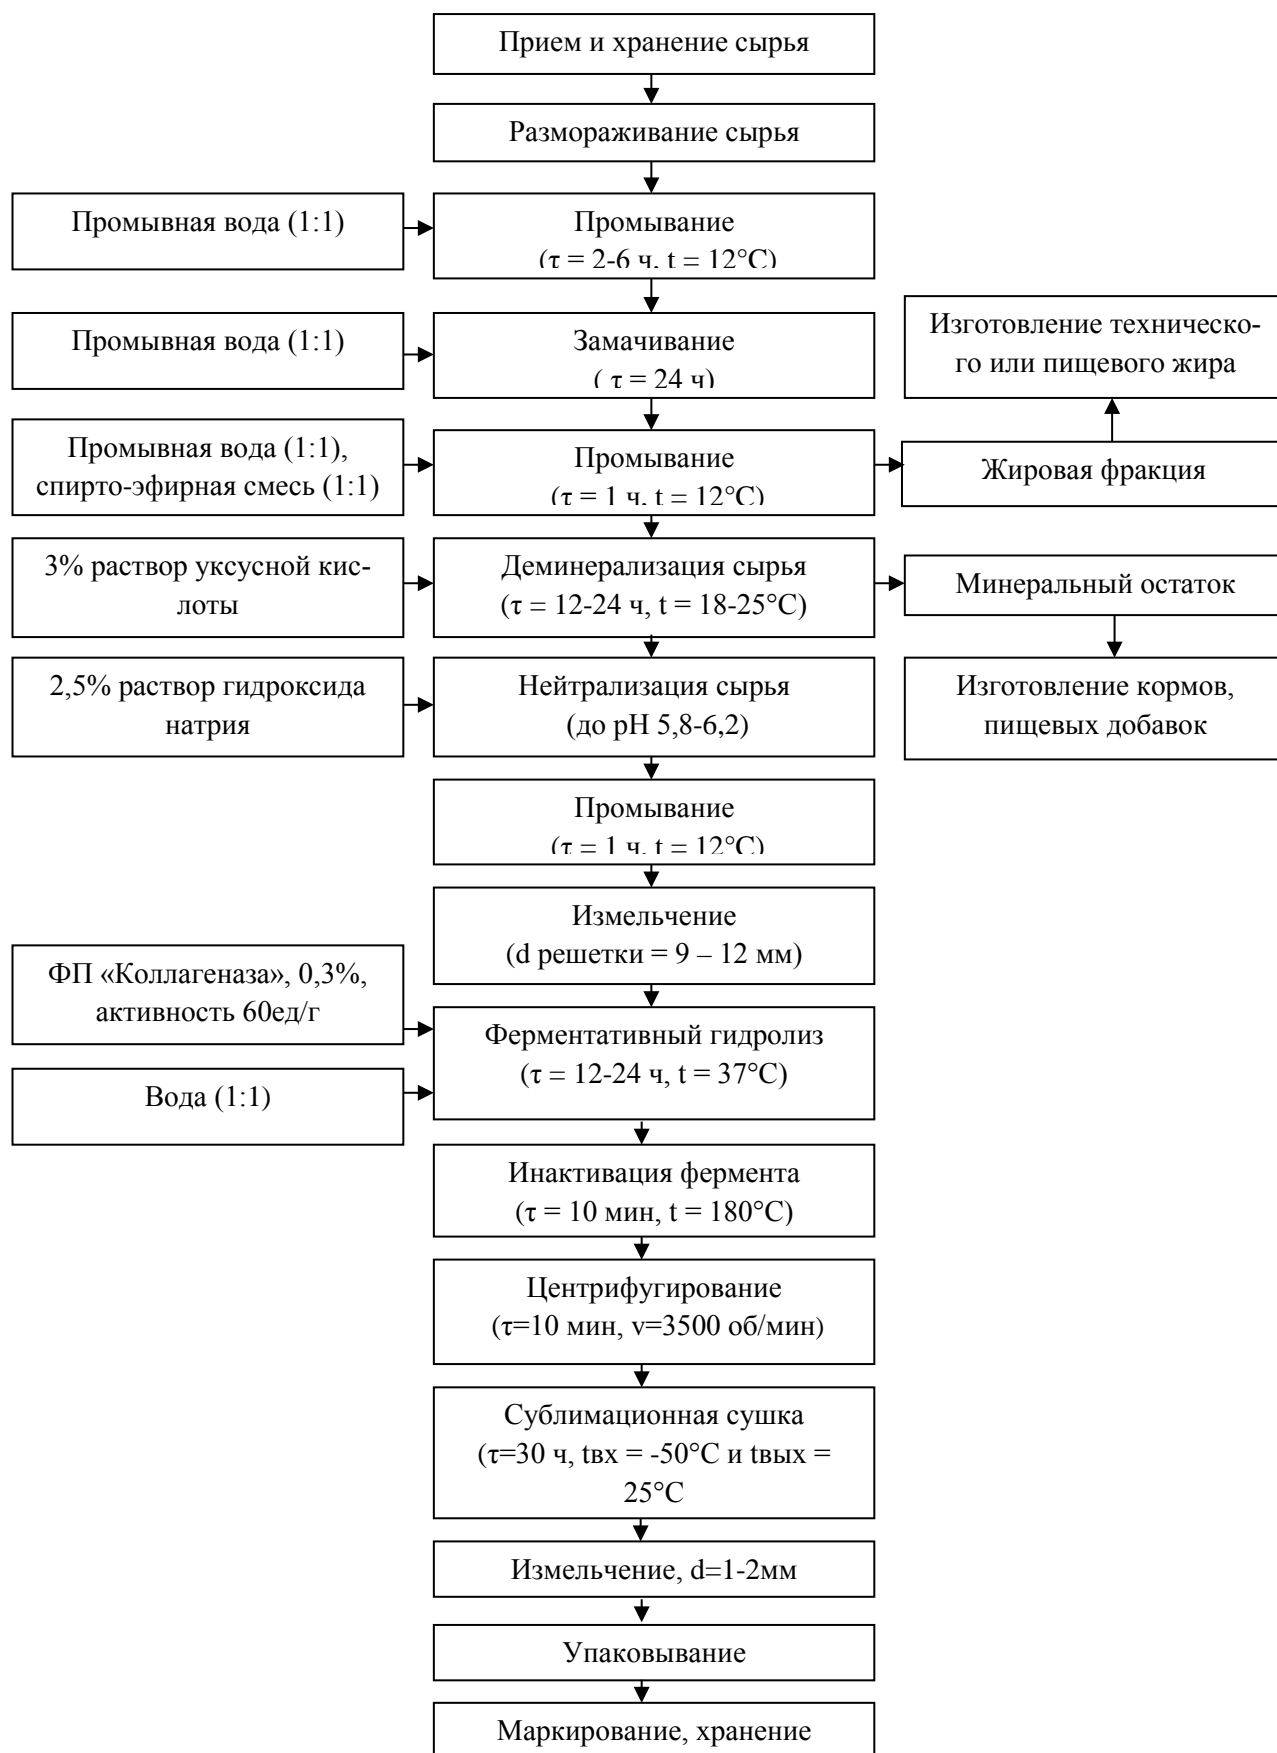 Прием и хранение сырья
Размораживание сырья
Промывная вода (1:1)
Промывание
(τ = 2-6 ч, t = 12°C)
Промывная вода (1:1)
Замачивание
( τ = 24 ч)
Изготовление техническо-
го или пищевого жира
Промывная вода (1:1),
спирто-эфирная смесь (1:1)
Промывание
(τ = 1 ч, t = 12°C)
Жировая фракция
3% раствор уксусной кис-
лоты
Деминерализация сырья
(τ = 12-24 ч, t = 18-25°C)
Минеральный остаток
2,5% раствор гидроксида
натрия
Нейтрализация сырья
(до pH 5,8-6,2)
Изготовление кормов,
пищевых добавок
Промывание
(τ = 1 ч, t = 12°C)
Измельчение
(d решетки = 9 – 12 мм)
ФП «Коллагеназа», 0,3%,
активность 60ед/г
Ферментативный гидролиз
(τ = 12-24 ч, t = 37°C)
Вода (1:1)
Инактивация фермента
(τ = 10 мин, t = 180°C)
Центрифугирование
(τ=10 мин, v=3500 об/мин)
Сублимационная сушка
(τ=30 ч, tвх = -50°C и tвых =
25°C
Измельчение, d=1-2мм
Упаковывание
Маркирование, хранение